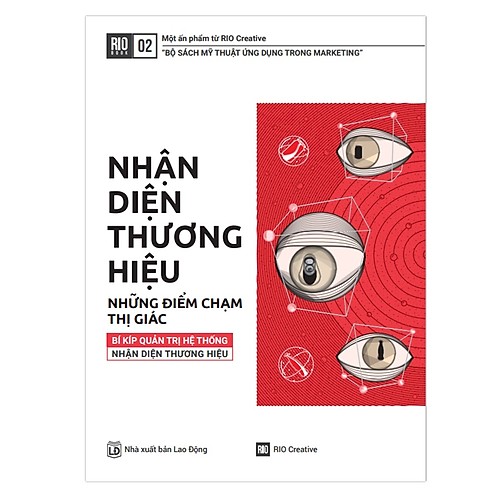 RIO BOOK 02
Một ấn phẩm từ RIO Creative
"BỘ SÁCH MỸ THUẬT ỨNG DỤNG TRONG MARKETING"
NHẬN
DIỆN
THƯƠNG
HIỆU
NHỮNG ĐIỂM CHẠM
THỊ GIÁC
BÍ KÍP QUẢN TRỊ HỆ THỐNG
NHẬN DIỆN THƯƠNG HIỆU
LĐ Nhà xuất bản Lao Động
RIO RIO Creative